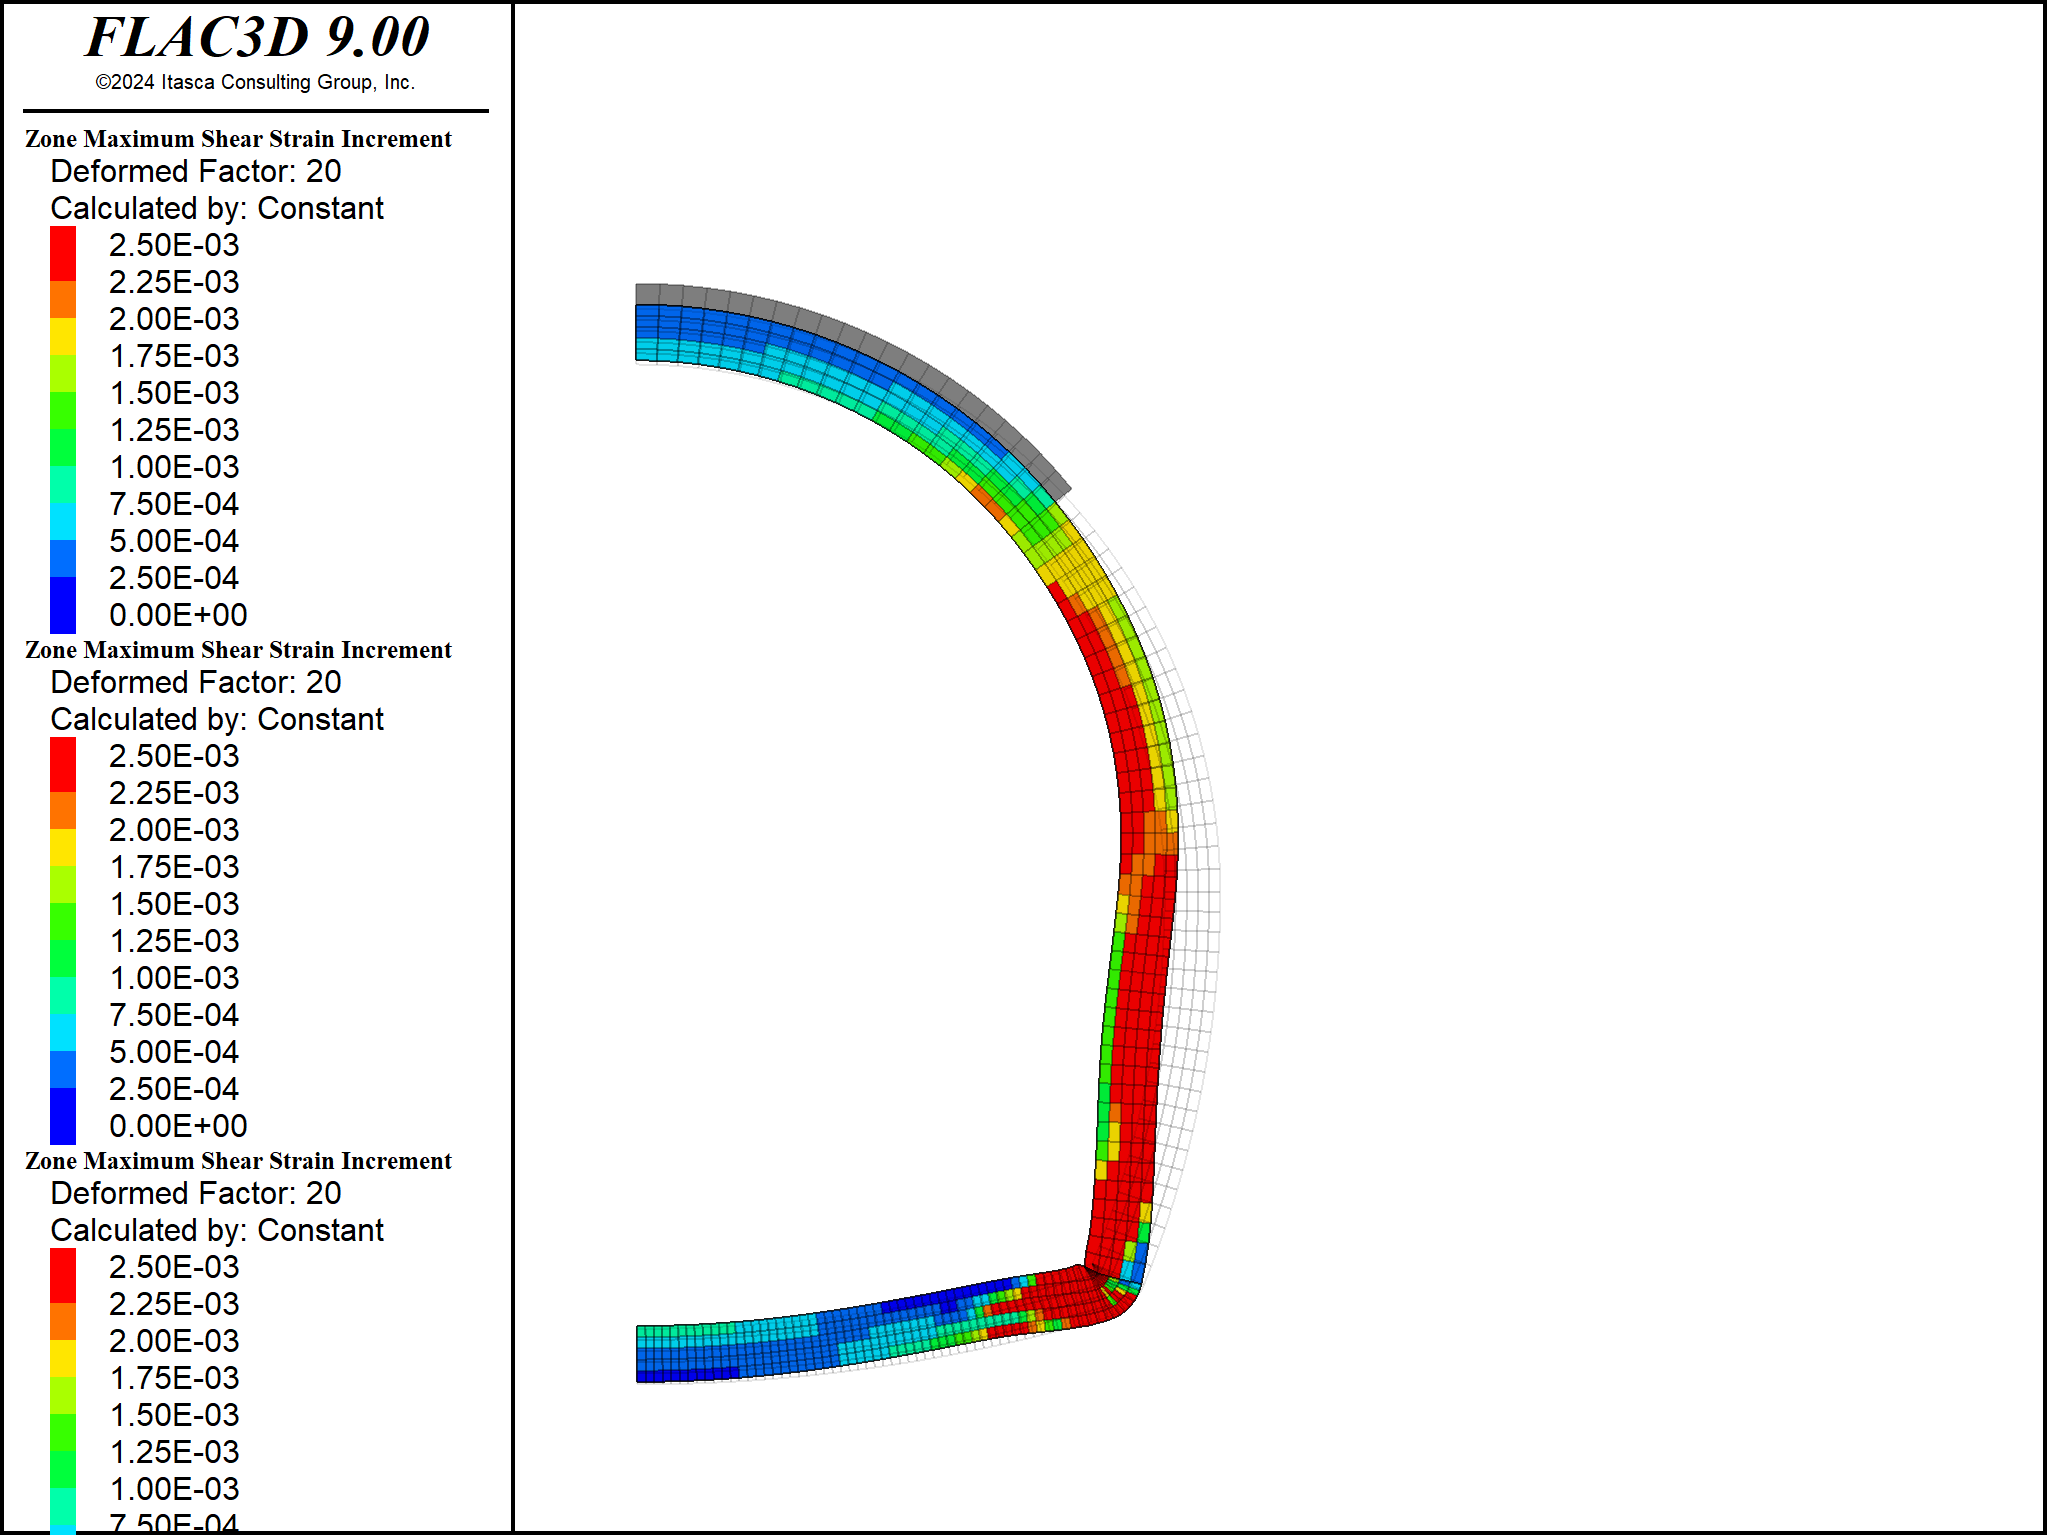 FLAC3D 9.00
©2024 Itasca Consulting Group, Inc.
Zone Maximum Shear Strain Increment
Deformed Factor: 20
Calculated by: Constant
2.50E-03
2.25E-03
2.00E-03
1.75E-03
1.50E-03
1.25E-03
1.00E-03
7.50E-04
5.00E-04
2.50E-04
0.00E+00
Zone Maximum Shear Strain Increment
Deformed Factor: 20
Calculated by: Constant
2.50E-03
2.25E-03
2.00E-03
1.75E-03
1.50E-03
1.25E-03
1.00E-03
7.50E-04
5.00E-04
2.50E-04
0.00E+00
Zone Maximum Shear Strain Increment
Deformed Factor: 20
Calculated by: Constant
2.50E-03
2.25E-03
2.00E-03
1.75E-03
1.50E-03
1.25E-03
1.00E-03
7.50E-04